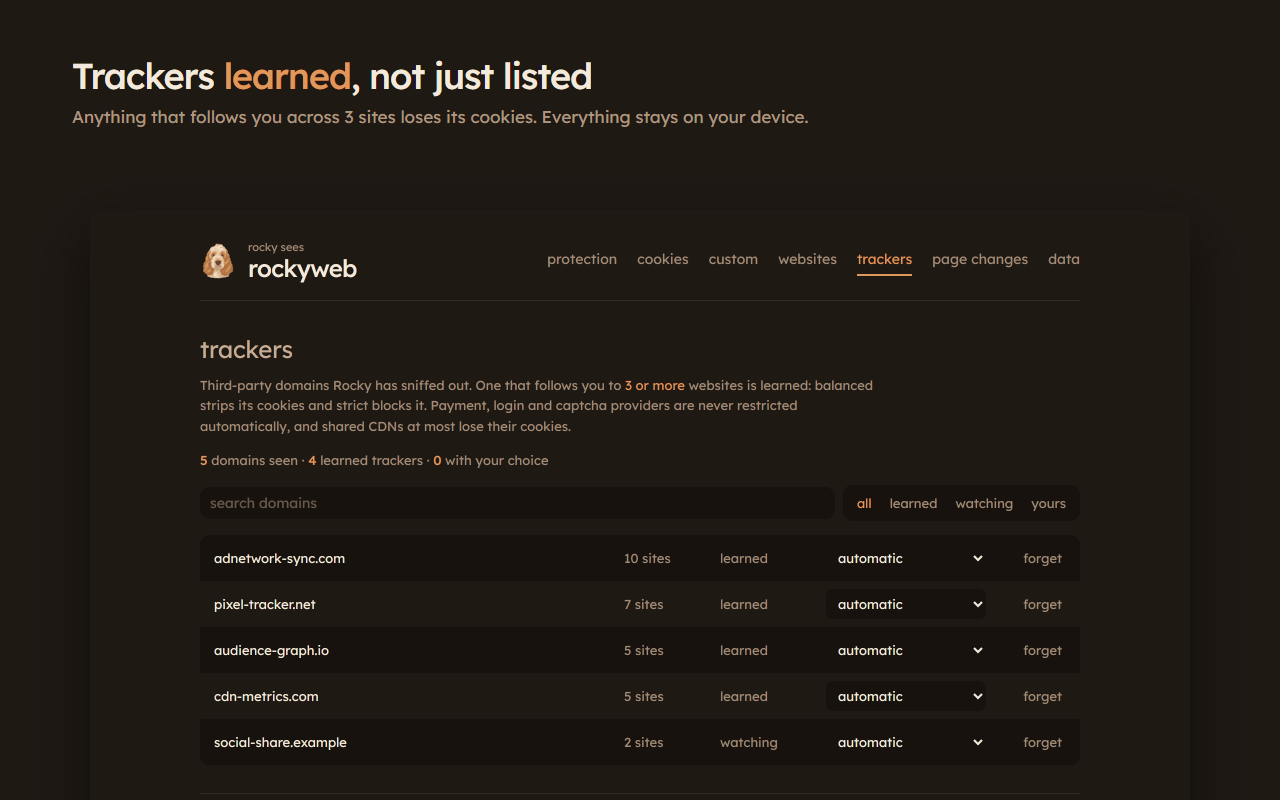 Trackers learned, not just listed
Anything that follows you across 3 sites loses its cookies. Everything stays on your device.
rocky sees
rockyweb
protection cookies custom websites trackers page changes data
trackers
Third-party domains Rocky has sniffed out. One that follows you to 3 or more websites is learned: balanced
strips its cookies and strict blocks it. Payment, login and captcha providers are never restricted
automatically, and shared CDNs at most lose their cookies.
5 domains seen · 4 learned trackers · 0 with your choice
search domains all learned watching yours
adnetwork-sync.com 10 sites learned automatic forget
pixel-tracker.net 7 sites learned automatic forget
audience-graph.io 5 sites learned automatic forget
cdn-metrics.com 5 sites learned automatic forget
social-share.example 2 sites watching automatic forget